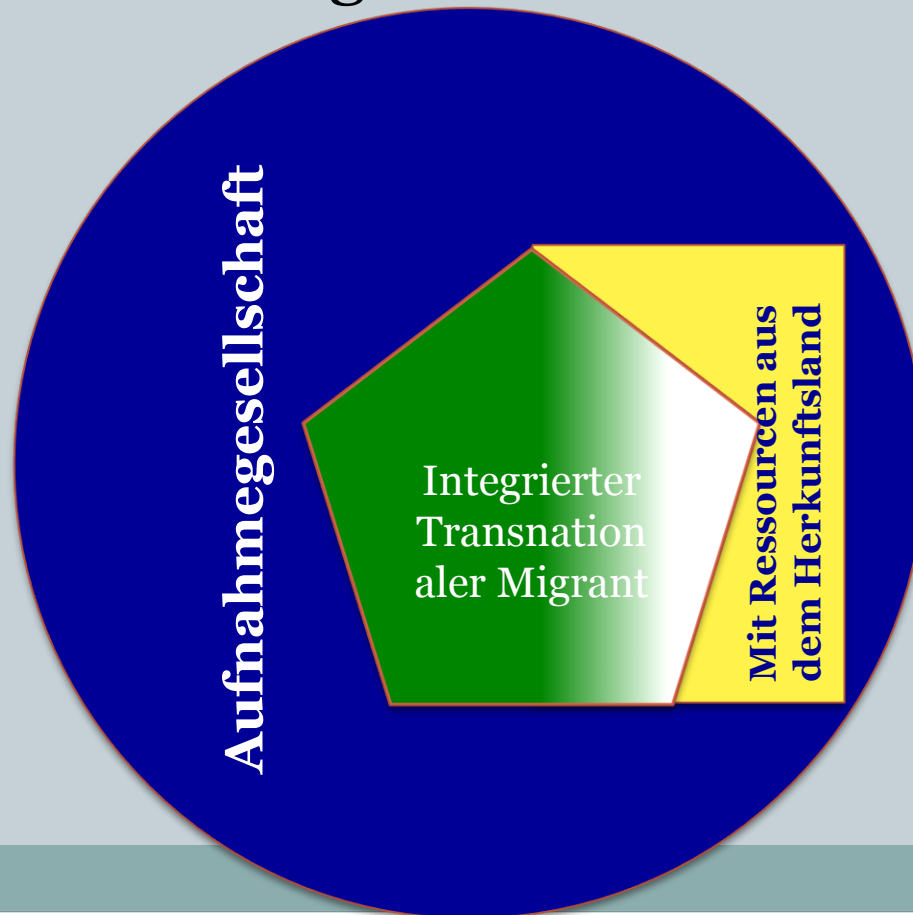 Aufnahmegesellschaft
Integrierter
Transnation
aler Migrant
Mit Ressourcen aus
dem Herkunftsland